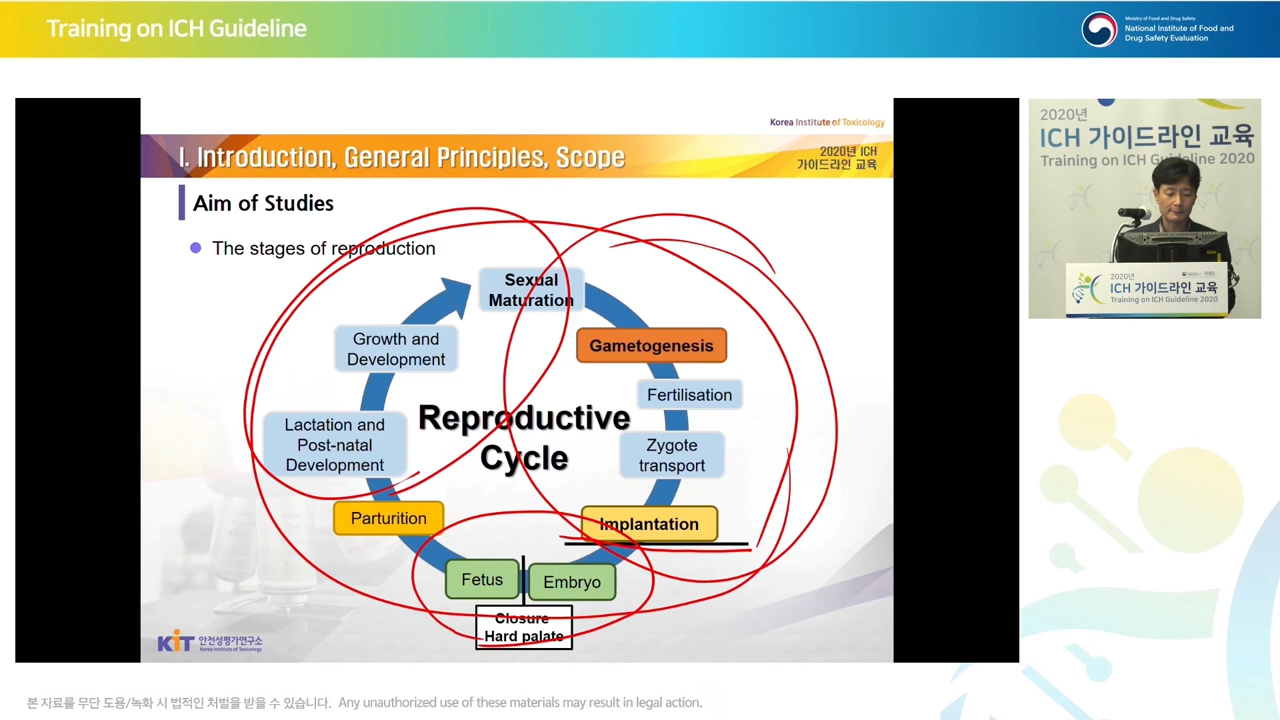 Training on ICH Guideline
Ministry of Food and Drug Safety
National Institute of Food and
Drug Safety Evaluation
Korea Institute of Toxicology
I. Introduction, General Principles, Scope
2020년 ICH
가이드라인 교육
Aim of Studies
The stages of reproduction
Sexual
Maturation
Gametogenesis
Fertilisation
Zygote
transport
Implantation
Embryo
Fetus
Closure
Hard palate
Parturition
Lactation and
Post-natal
Development
Growth and
Development
Reproductive
Cycle
KIT 안전성평가연구소
Korea Institute of Toxicology
2020년
ICH 가이드라인 교육
Training on ICH Guideline 2020
2020년
ICH 가이드라인 교육
Training on ICH Guideline 2020
본 자료를 무단 도용/녹화 시 법적인 처벌을 받을 수 있습니다. Any unauthorized use of these materials may result in legal action.